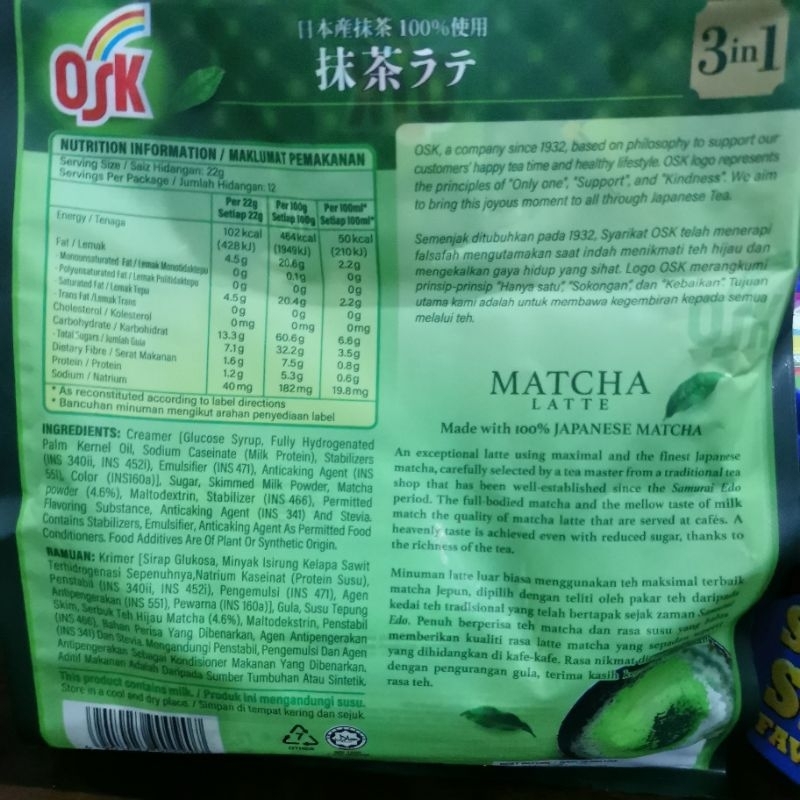 OSK
日本産抹茶 100%使用
抹茶ラテ
3in1
NUTRITION INFORMATION / MAKLUMAT PEMAKANAN
Serving Size / Saiz Hidangan: 22g
Servings Per Package / Jumlah Hidangan: 12
Per 22g Per 100g Per 100ml*
Setiap 22g Setiap 100g Setiap 100ml*
Energy / Tenaga 102 kcal 464 kcal 50 kcal
(428 kJ) (1949kJ) (210 kJ)
Fat / Lemak 4.5g 20.6g 2.2g
- Monounsaturated Fat / Lemak Monotidaktepu 0g 0.1g 0g
- Polyunsaturated Fat / Lemak Politidaktepu 0g 0g 0g
- Saturated Fat / Lemak Tepu 4.5g 20.4g 2.2g
- Trans Fat / Lemak Trans 0g 0g 0g
Cholesterol / Kolesterol 0mg 0mg 0mg
Carbohydrate / Karbohidrat 13.3g 60.6g 6.6g
- Total Sugars / Jumlah Gula 7.1g 32.2g 3.5g
Dietary Fibre / Serat Makanan 1.6g 7.5g 0.8g
Protein / Protein 1.2g 5.3g 0.6g
Sodium / Natrium 40mg 182mg 19.8mg
* As reconstituted according to label directions
* Bancuhan minuman mengikut arahan penyediaan label
INGREDIENTS: Creamer [Glucose Syrup, Fully Hydrogenated
Palm Kernel Oil, Sodium Caseinate (Milk Protein), Stabilizers
(INS 340ii, INS 452i), Emulsifier (INS 471), Anticaking Agent (INS
551), Color (INS160a)], Sugar, Skimmed Milk Powder, Matcha
powder (4.6%), Maltodextrin, Stabilizer (INS 466), Permitted
Flavoring Substance, Anticaking Agent (INS 341) And Stevia.
Contains Stabilizers, Emulsifier, Anticaking Agent As Permitted Food
Conditioners. Food Additives Are Of Plant Or Synthetic Origin.
RAMUAN: Krimer [Sirap Glukosa, Minyak Isirung Kelapa Sawit
Terhidrogenasi Sepenuhnya,Natrium Kaseinat (Protein Susu),
Penstabil (INS 340ii, INS 452i), Pengemulsi (INS 471), Agen
Antipengerakan (INS 551), Pewarna (INS 160a)], Gula, Susu Tepung
Skim, Serbuk Teh Hijau Matcha (4.6%), Maltodekstrin, Penstabil
(INS 466), Bahan Perisa Yang Dibenarkan, Agen Antipengerakan
(INS 341) Dan Stevia. Mengandungi Penstabil, Pengemulsi Dan Agen
Antipengerakan Sebagai Kondisioner Makanan Yang Dibenarkan.
Aditif Makanan Adalah Daripada Sumber Tumbuhan Atau Sintetik.
This product contains milk. / Produk ini mengandungi susu.
Store in a cool and dry place. / Simpan di tempat kering dan sejuk.
OSK, a company since 1932, based on philosophy to support our
customers' happy tea time and healthy lifestyle. OSK logo represents
the principles of "Only one", "Support", and "Kindness". We aim
to bring this joyous moment to all through Japanese Tea.
Semenjak ditubuhkan pada 1932, Syarikat OSK telah menerapi
falsafah mengutamakan saat indah menikmati teh hijau dan
mengekalkan gaya hidup yang sihat. Logo OSK merangkumi
prinsip-prinsip "Hanya satu", "Sokongan", dan "Kebaikan". Tujuan
utama kami adalah untuk membawa kegembiran kepada semua
melalui teh.
MATCHA
LATTE
Made with 100% JAPANESE MATCHA
An exceptional latte using maximal and the finest Japanese
matcha, carefully selected by a tea master from a traditional tea
shop that has been well-established since the Samurai Edo
period. The full-bodied matcha and the mellow taste of milk
match the quality of matcha latte that are served at cafés. A
heavenly taste is achieved even with reduced sugar, thanks to
the richness of the tea.
Minuman latte luar biasa menggunakan teh maksimal terbaik
matcha Jepun, dipilih dengan teliti oleh pakar teh daripada
kedai teh tradisional yang telah bertapak sejak zaman Samurai
Edo. Penuh berperisa teh matcha dan rasa susu yang
memberikan kualiti rasa latte matcha yang
yang dihidangkan di kafe-kafe. Rasa nikmat
dengan pengurangan gula, terima kasih
rasa teh.